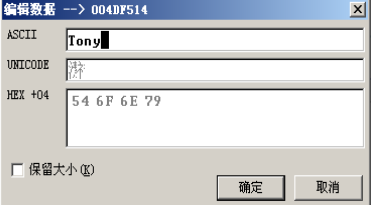 编辑数据 --> 004DF514
ASCII
Tony
UNICODE
HEX +04
54 6F 6E 79
保留大小(K)
确定
取消